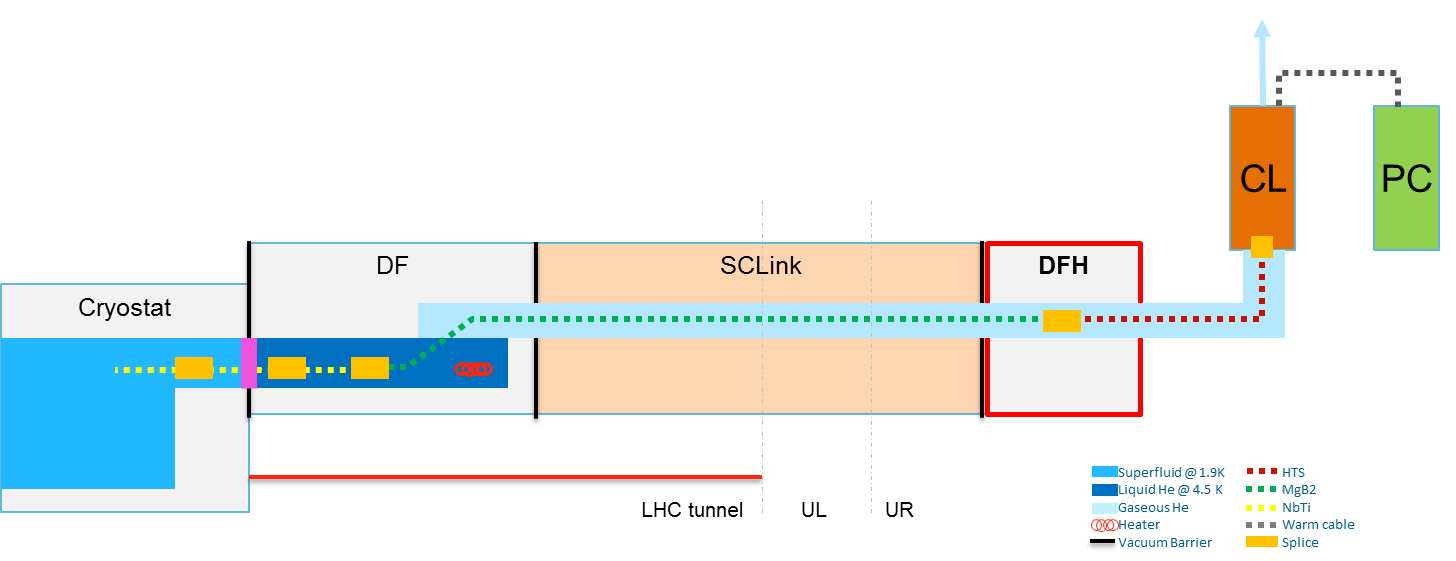 CL
PC
DF
SCLink
DFH
Cryostat
LHC tunnel
UL
UR
Superfluid @ 1.9K
Liquid He @ 4.5 K
Gaseous He
Heater
Vacuum Barrier
HTS
MgB2
NbTi
Warm cable
Splice